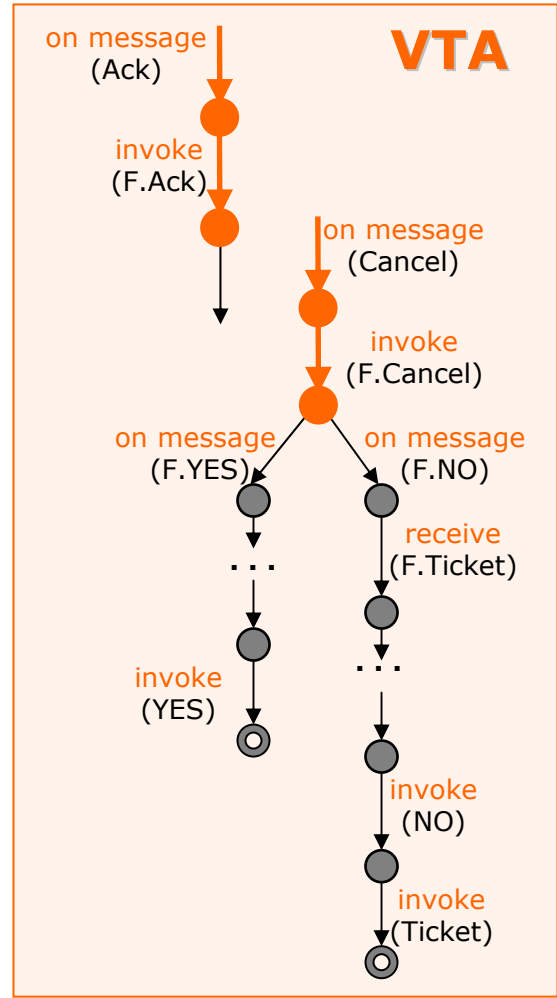 VTA
on message
(Ack)
invoke
(F.Ack)
on message
(Cancel)
invoke
(F.Cancel)
on message
(F.YES)
on message
(F.NO)
receive
(F.Ticket)
. . .
. . .
invoke
(YES)
invoke
(NO)
invoke
(Ticket)